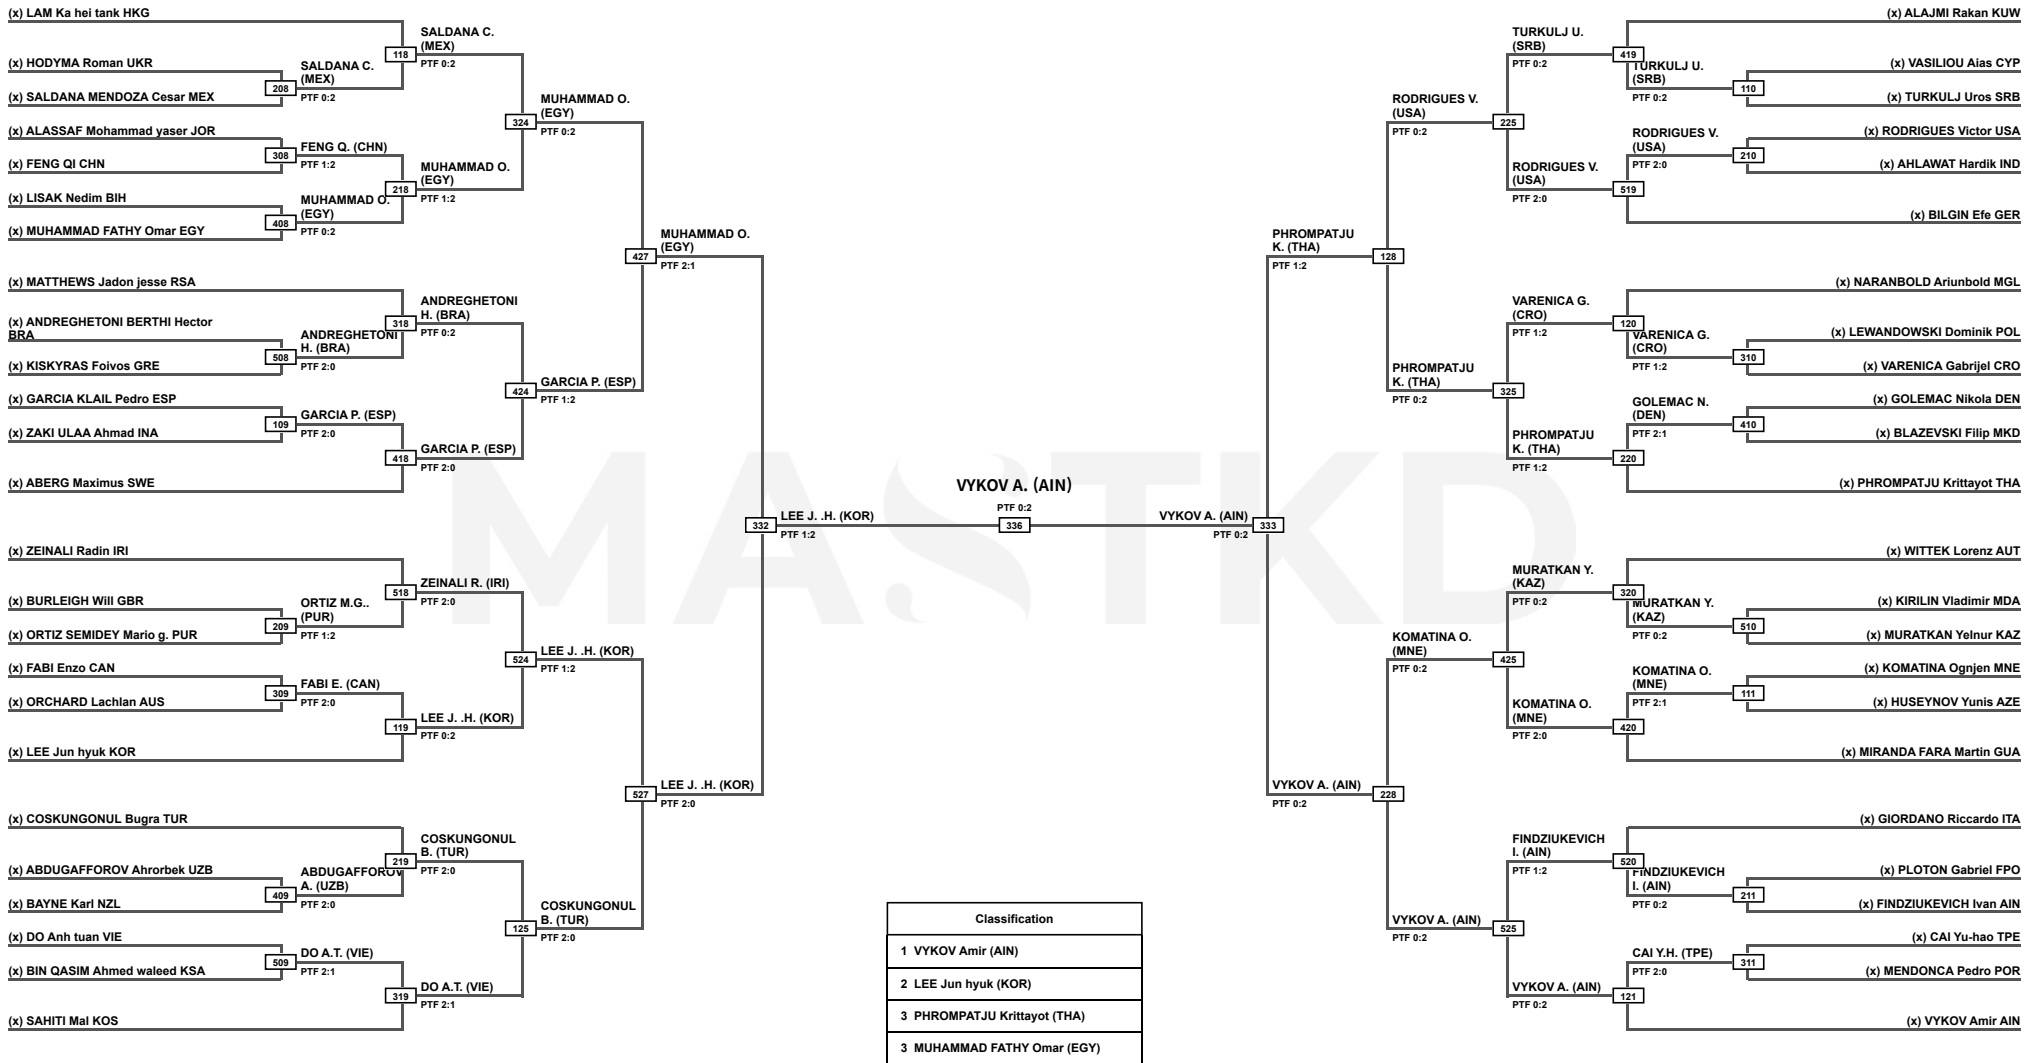 (x) LAM Ka hei tank HKG
(x) HODYMA Roman UKR
(x) SALDANA MENDOZA Cesar MEX
(x) ALASSAF Mohammad yaser JOR
(x) FENG QI CHN
(x) LISAK Nedim BIH
(x) MUHAMMAD FATHY Omar EGY
(x) MATTHEWS Jadon jesse RSA
(x) ANDREGHETONI BERTHI Hector
BRA
(x) KISKYRAS Foivos GRE
(x) GARCIA KLAIL Pedro ESP
(x) ZAKI ULAA Ahmad INA
(x) ABERG Maximus SWE
(x) ZEINALI Radin IRI
(x) BURLEIGH Will GBR
(x) ORTIZ SEMIDEY Mario g. PUR
(x) FABI Enzo CAN
(x) ORCHARD Lachlan AUS
(x) LEE Jun hyuk KOR
(x) COSKUNGONUL Bugra TUR
(x) ABDUGAFFOROV Ahrorbek UZB
(x) BAYNE Karl NZL
(x) DO Anh tuan VIE
(x) BIN QASIM Ahmed waleed KSA
(x) SAHITI Mal KOS
208
SALDANA C.
(MEX)
PTF 0:2
308
FENG Q. (CHN)
PTF 1:2
408
MUHAMMAD O.
(EGY)
PTF 0:2
508
ANDREGHETONI
H. (BRA)
PTF 2:0
109
GARCIA P. (ESP)
PTF 2:0
209
ORTIZ M.G..
(PUR)
PTF 1:2
309
FABI E. (CAN)
PTF 2:0
409
ABDUGAFFOROV
A. (UZB)
PTF 2:0
509
DO A.T. (VIE)
PTF 2:1
118
SALDANA C.
(MEX)
PTF 0:2
218
MUHAMMAD O.
(EGY)
PTF 1:2
318
ANDREGHETONI
H. (BRA)
PTF 0:2
418
GARCIA P. (ESP)
PTF 2:0
518
ZEINALI R. (IRI)
PTF 2:0
119
LEE J. .H. (KOR)
PTF 0:2
219
COSKUNGONUL
B. (TUR)
PTF 2:0
319
DO A.T. (VIE)
PTF 2:1
324
MUHAMMAD O.
(EGY)
PTF 0:2
424
GARCIA P. (ESP)
PTF 1:2
524
LEE J. .H. (KOR)
PTF 1:2
125
COSKUNGONUL
B. (TUR)
PTF 2:0
427
MUHAMMAD O.
(EGY)
PTF 2:1
527
LEE J. .H. (KOR)
PTF 2:0
332
LEE J. .H. (KOR)
PTF 1:2
MASTKD
VYKOV A. (AIN)
PTF 0:2
336
VYKOV A. (AIN)
PTF 0:2
333
PHROMPATJU
K. (THA)
PTF 1:2
128
VYKOV A. (AIN)
PTF 0:2
228
RODRIGUES V.
(USA)
PTF 0:2
225
PHROMPATJU
K. (THA)
PTF 0:2
325
KOMATINA O.
(MNE)
PTF 0:2
425
VYKOV A. (AIN)
PTF 0:2
525
TURKULJ U.
(SRB)
PTF 0:2
419
RODRIGUES V.
(USA)
PTF 2:0
519
VARENICA G.
(CRO)
PTF 1:2
120
PHROMPATJU
K. (THA)
PTF 1:2
220
MURATKAN Y.
(KAZ)
PTF 0:2
320
KOMATINA O.
(MNE)
PTF 2:0
420
FINDZIUKEVICH
I. (AIN)
PTF 1:2
520
VYKOV A. (AIN)
PTF 0:2
121
TURKULJ U.
(SRB)
PTF 0:2
110
RODRIGUES V.
(USA)
PTF 2:0
210
VARENICA G.
(CRO)
PTF 1:2
310
GOLEMAC N.
(DEN)
PTF 2:1
410
MURATKAN Y.
(KAZ)
PTF 0:2
510
KOMATINA O.
(MNE)
PTF 2:1
111
FINDZIUKEVICH
I. (AIN)
PTF 0:2
211
CAI Y.H. (TPE)
PTF 2:0
311
(x) ALAJMI Rakan KUW
(x) VASILIOU Aias CYP
(x) TURKULJ Uros SRB
(x) RODRIGUES Victor USA
(x) AHLAWAT Hardik IND
(x) BILGIN Efe GER
(x) NARANBOLD Ariunbold MGL
(x) LEWANDOWSKI Dominik POL
(x) VARENICA Gabrijel CRO
(x) GOLEMAC Nikola DEN
(x) BLAZEVSKI Filip MKD
(x) PHROMPATJU Krittayot THA
(x) WITTEK Lorenz AUT
(x) KIRILIN Vladimir MDA
(x) MURATKAN Yelnur KAZ
(x) KOMATINA Ognjen MNE
(x) HUSEYNOV Yunis AZE
(x) MIRANDA FARA Martin GUA
(x) GIORDANO Riccardo ITA
(x) PLOTON Gabriel FPO
(x) FINDZIUKEVICH Ivan AIN
(x) CAI Yu-hao TPE
(x) MENDONCA Pedro POR
(x) VYKOV Amir AIN
Classification
1 VYKOV Amir (AIN)
2 LEE Jun hyuk (KOR)
3 PHROMPATJU Krittayot (THA)
3 MUHAMMAD FATHY Omar (EGY)